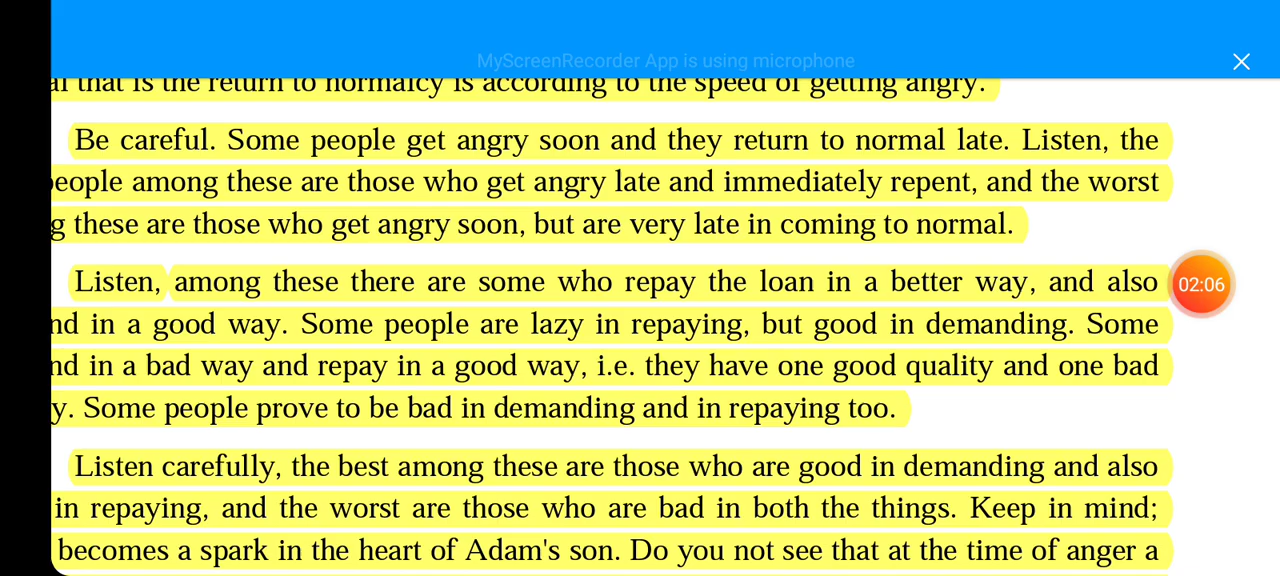 MyScreenRecorder App is using microphone
that is the return to normalcy is according to the speed of getting angry.
Be careful. Some people get angry soon and they return to normal late. Listen, the
people among these are those who get angry late and immediately repent, and the worst
these are those who get angry soon, but are very late in coming to normal.
Listen, among these there are some who repay the loan in a better way, and also
02:06
in a good way. Some people are lazy in repaying, but good in demanding. Some
in a bad way and repay in a good way, i.e. they have one good quality and one bad
Some people prove to be bad in demanding and in repaying too.
Listen carefully, the best among these are those who are good in demanding and also
in repaying, and the worst are those who are bad in both the things. Keep in mind;
becomes a spark in the heart of Adam's son. Do you not see that at the time of anger a